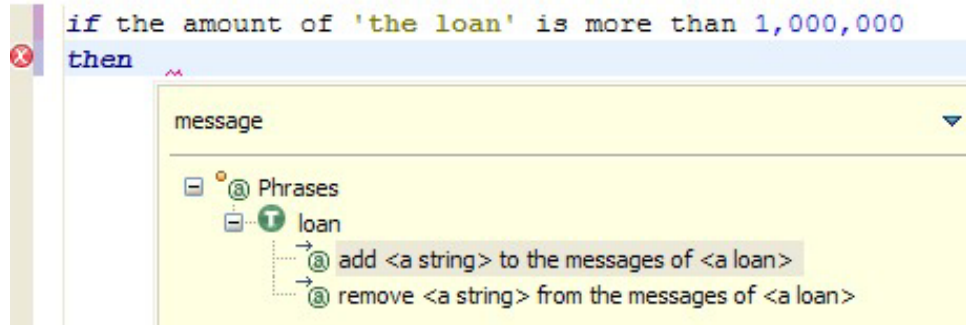 if the amount of 'the loan' is more than 1,000,000
then
message
Phrases
loan
add <a string> to the messages of <a loan>
remove <a string> from the messages of <a loan>